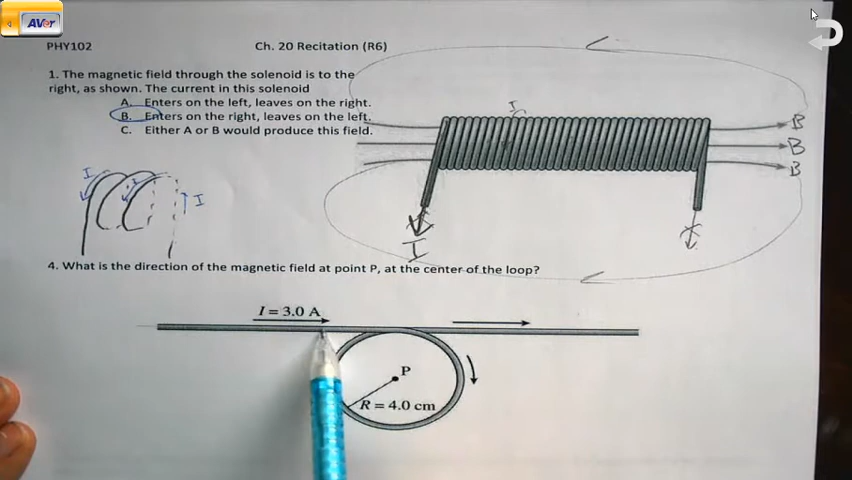 AVer
PHY102
Ch. 20 Recitation (R6)
1. The magnetic field through the solenoid is to the
right, as shown. The current in this solenoid
A. Enters on the left, leaves on the right.
B. Enters on the right, leaves on the left.
C. Either A or B would produce this field.
I
B
B
B
I
I
I
I
4. What is the direction of the magnetic field at point P, at the center of the loop?
I = 3.0 A
P
R = 4.0 cm